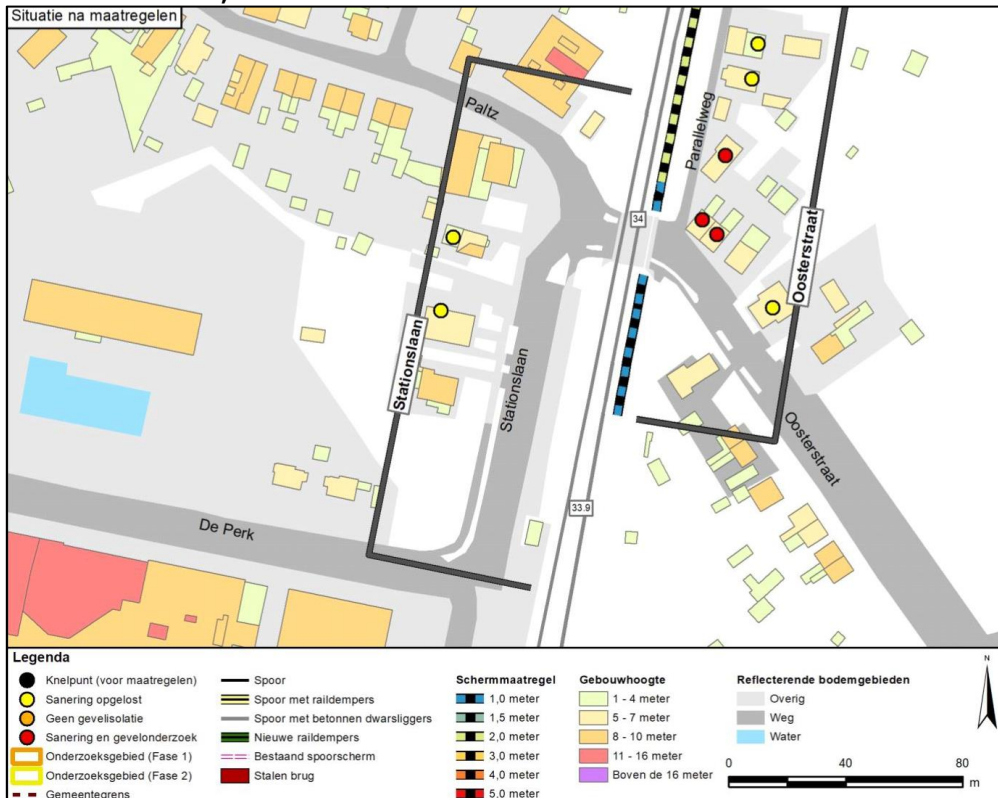 Situatie na maatregelen
Paltz
Parallelweg
34
Oosterstraat
Stationslaan
Stationslaan
Oosterstraat
33.9
De Perk
Legenda
Knelpunt (voor maatregelen)
Sanering opgelost
Geen gevelisolatie
Sanering en gevelonderzoek
Onderzoeksgebied (Fase 1)
Onderzoeksgebied (Fase 2)
Gemeentegrens
Spoor
Spoor met raildempers
Spoor met betonnen dwarsliggers
Nieuwe raildempers
Bestaand spoorscherm
Stalen brug
Schermmaatregel
1,0 meter
1,5 meter
2,0 meter
3,0 meter
4,0 meter
5,0 meter
Gebouwhoogte
1 - 4 meter
5 - 7 meter
8 - 10 meter
11 - 16 meter
Boven de 16 meter
Reflecterende bodemgebieden
Overig
Weg
Water
N
0 40 80
m